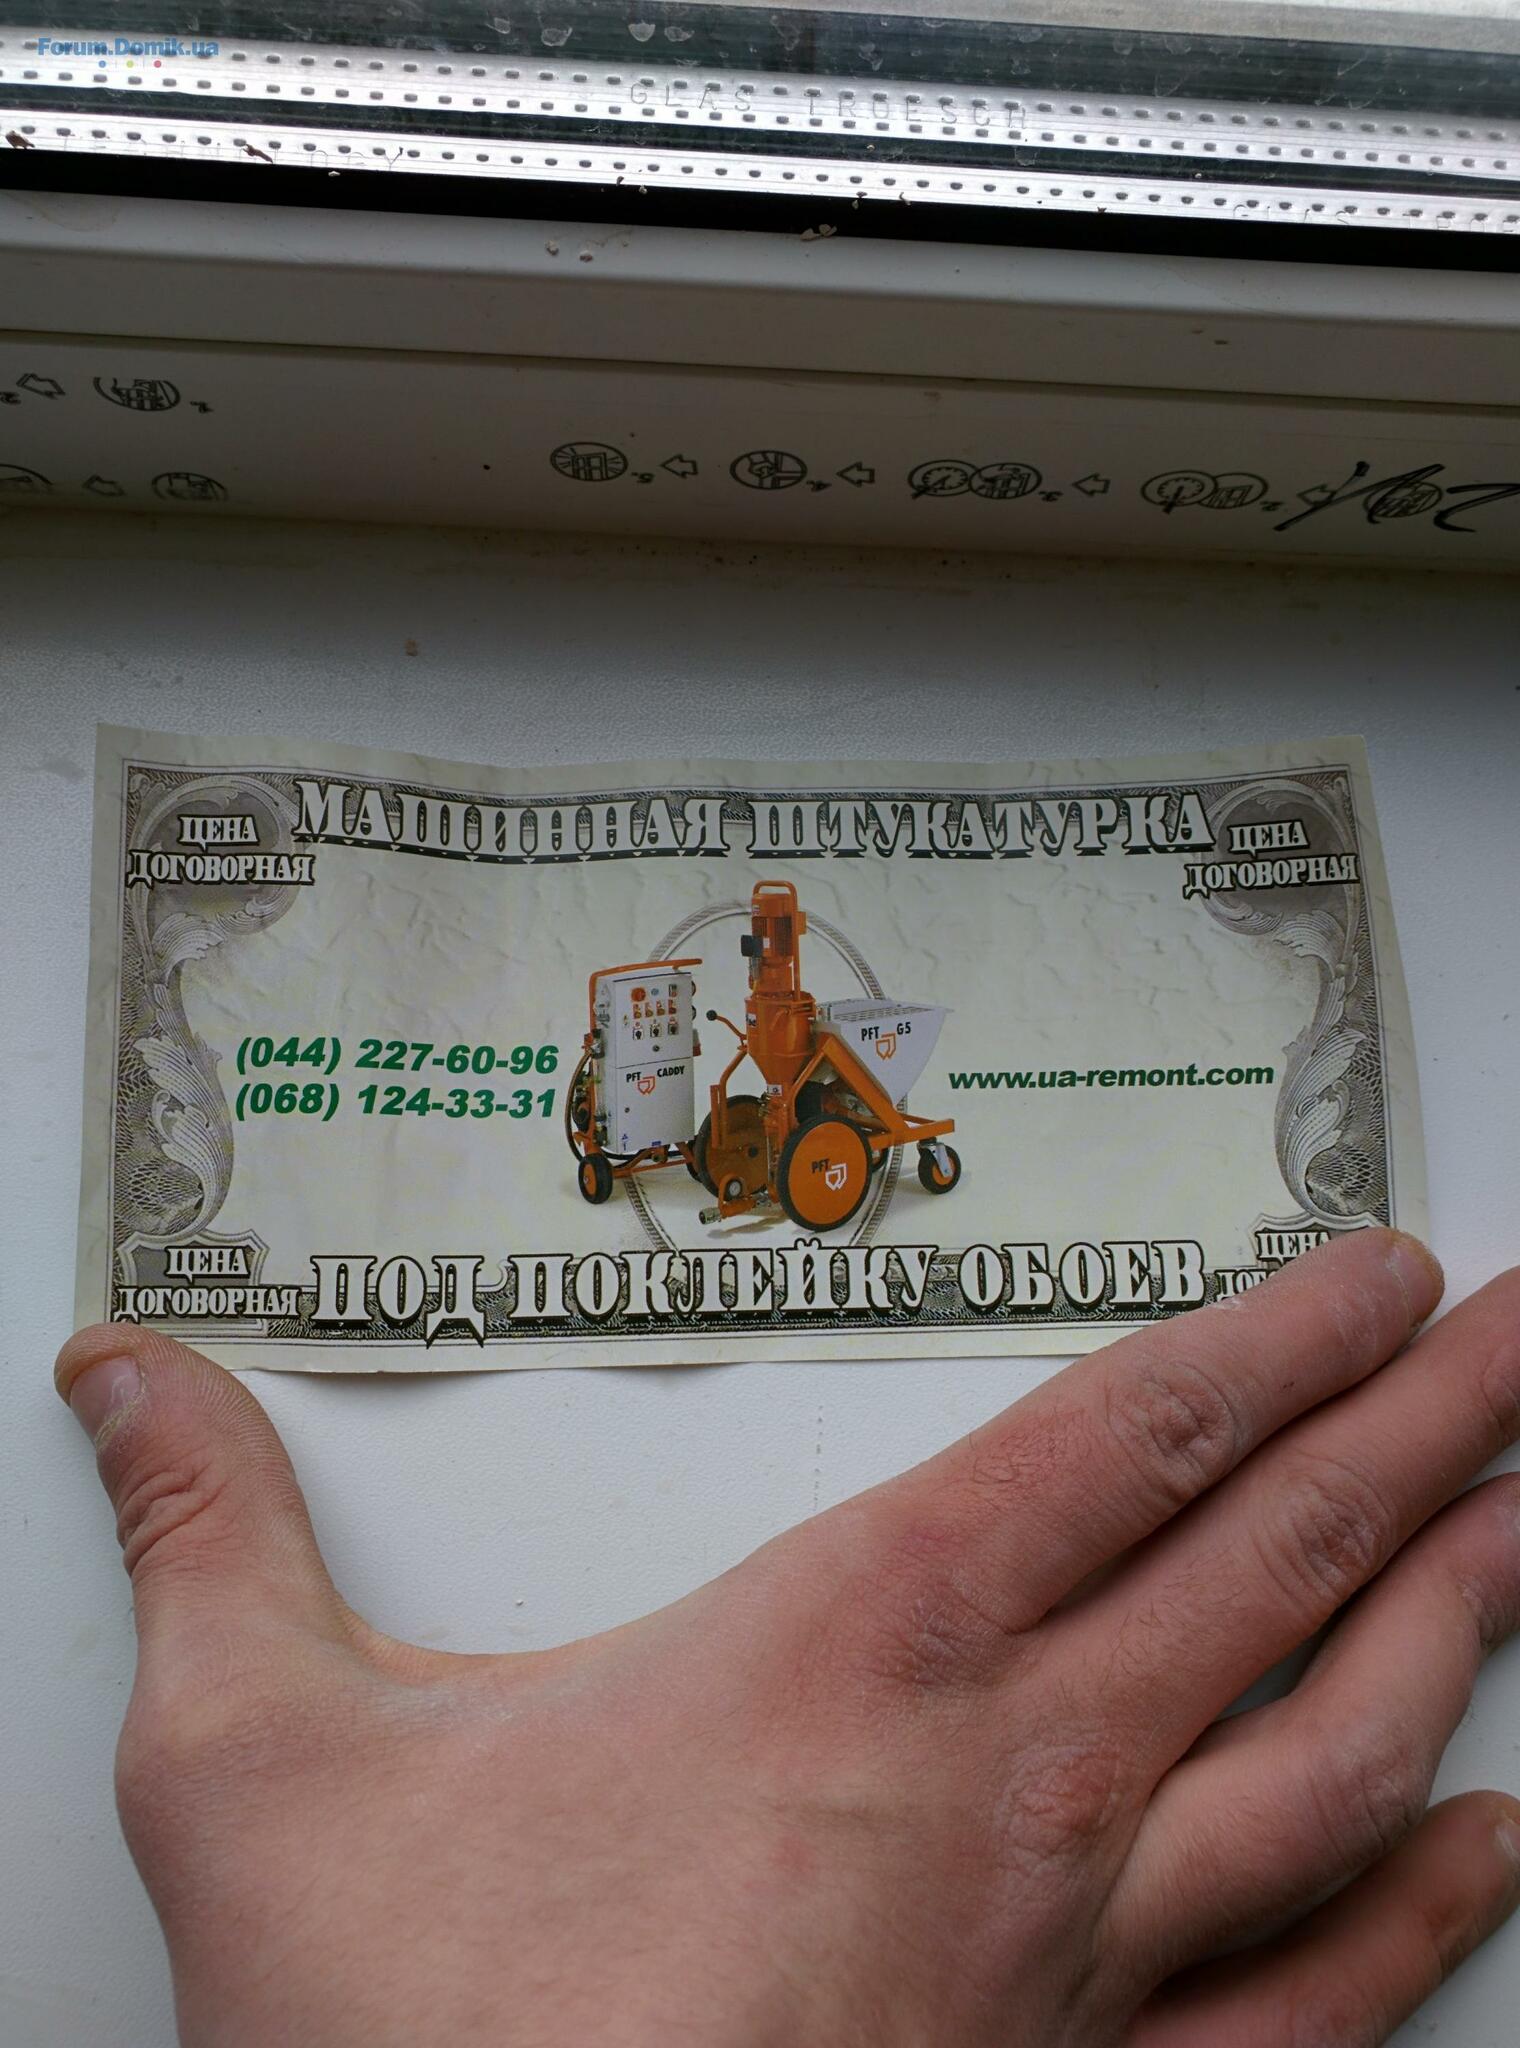 Forum.Domik.ua
GLAS TROESCH
TECHNOLOGY
МАШИННАЯ ШТУКАТУРКА
ЦЕНА
ДОГОВОРНАЯ
ЦЕНА
ДОГОВОРНАЯ
(044) 227-60-96
(068) 124-33-31
PFT CADDY
PFT G5
PFT
www.ua-remont.com
ЦЕНА
ДОГОВОРНАЯ
ПОД ПОКЛЕЙКУ ОБОЕВ
ЦЕНА